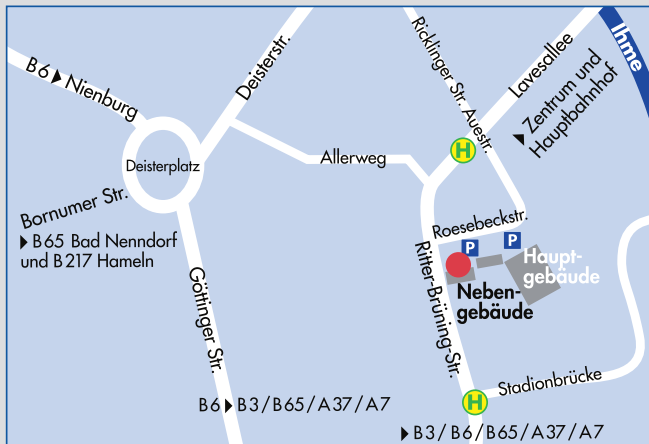 B6 ▶ Nienburg
Deisterstr.
Ricklinger Str. Auestr.
Lavesallee
Ihme
◀ Zentrum und
Hauptbahnhof
H
Deisterplatz
Allerweg
Bornumer Str.
▶ B65 Bad Nenndorf
und B217 Hameln
Roesebeckstr.
P
P
Haupt-
gebäude
Neben-
gebäude
Göttinger Str.
Ritter-Brüning-Str.
Stadionbrücke
H
B6 ▶ B3/B65/A37/A7
▶ B3/B6/B65/A37/A7